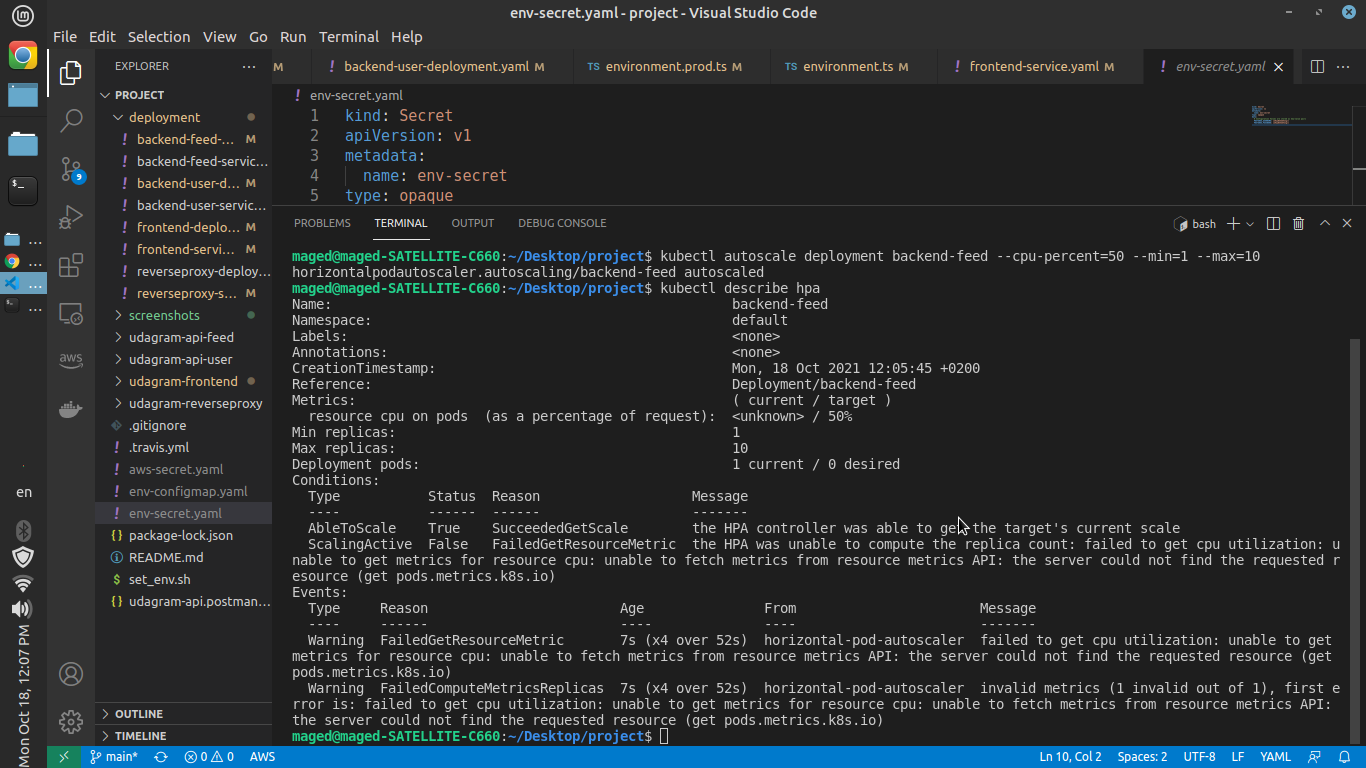 env-secret.yaml - project - Visual Studio Code
File Edit Selection View Go Run Terminal Help
EXPLORER
M
backend-user-deployment.yaml M
TS environment.prod.ts M
TS environment.ts M
! frontend-service.yaml M
! env-secret.yaml
PROJECT
deployment
! backend-feed-... M
! backend-feed-servic...
! backend-user-d... M
! backend-user-servic...
! frontend-deplo... M
! frontend-servi... M
! reverseproxy-deploy...
! reverseproxy-s... M
screenshots
udagram-api-feed
udagram-api-user
udagram-frontend
udagram-reverseproxy
.gitignore
! .travis.yml
! aws-secret.yaml
! env-configmap.yaml
! env-secret.yaml
{} package-lock.json
README.md
$ set_env.sh
{} udagram-api.postman...
OUTLINE
TIMELINE
! env-secret.yaml
1 kind: Secret
2 apiVersion: v1
3 metadata:
4 name: env-secret
5 type: opaque
PROBLEMS TERMINAL OUTPUT DEBUG CONSOLE
bash
maged@maged-SATELLITE-C660:~/Desktop/project$ kubectl autoscale deployment backend-feed --cpu-percent=50 --min=1 --max=10
horizontalpodautoscaler.autoscaling/backend-feed autoscaled
maged@maged-SATELLITE-C660:~/Desktop/project$ kubectl describe hpa
Name: backend-feed
Namespace: default
Labels: <none>
Annotations: <none>
CreationTimestamp: Mon, 18 Oct 2021 12:05:45 +0200
Reference: Deployment/backend-feed
Metrics: ( current / target )
resource cpu on pods (as a percentage of request): <unknown> / 50%
Min replicas: 1
Max replicas: 10
Deployment pods: 1 current / 0 desired
Conditions:
Type Status Reason Message
---- ------ ------ -------
AbleToScale True SucceededGetScale the HPA controller was able to get the target's current scale
ScalingActive False FailedGetResourceMetric the HPA was unable to compute the replica count: failed to get cpu utilization: u
nable to get metrics for resource cpu: unable to fetch metrics from resource metrics API: the server could not find the requested r
esource (get pods.metrics.k8s.io)
Events:
Type Reason Age From Message
---- ------ ---- ---- -------
Warning FailedGetResourceMetric 7s (x4 over 52s) horizontal-pod-autoscaler failed to get cpu utilization: unable to get
metrics for resource cpu: unable to fetch metrics from resource metrics API: the server could not find the requested resource (get
pods.metrics.k8s.io)
Warning FailedComputeMetricsReplicas 7s (x4 over 52s) horizontal-pod-autoscaler invalid metrics (1 invalid out of 1), first e
rror is: failed to get cpu utilization: unable to get metrics for resource cpu: unable to fetch metrics from resource metrics API:
the server could not find the requested resource (get pods.metrics.k8s.io)
maged@maged-SATELLITE-C660:~/Desktop/project$
main* 0 0 AWS
Ln 10, Col 2 Spaces: 2 UTF-8 LF YAML
9
aws
en
Mon Oct 18, 12:07 PM